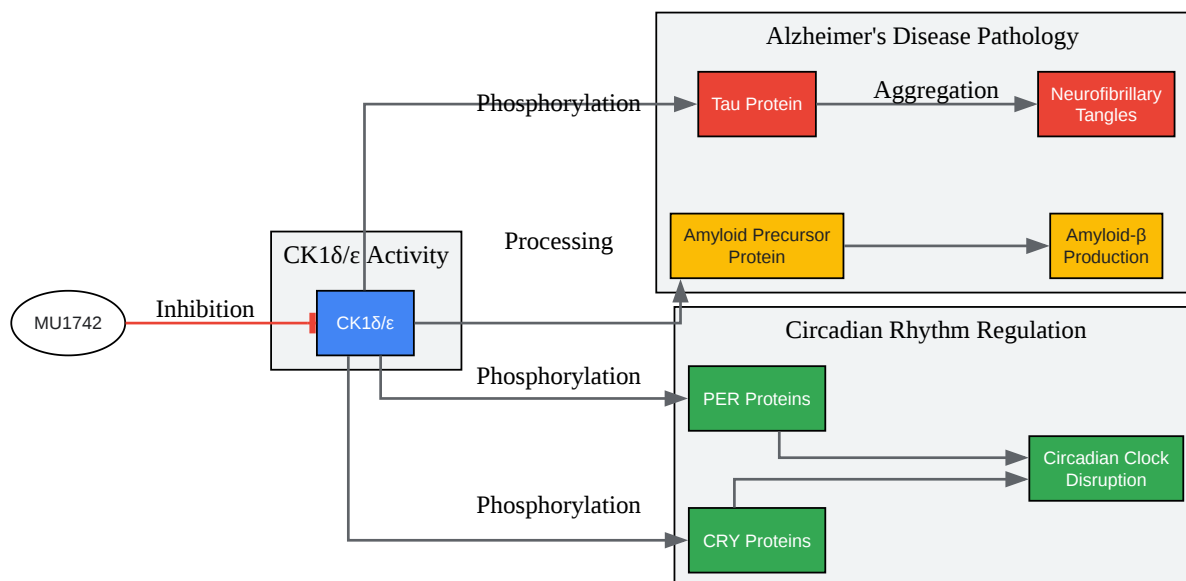 Alzheimer's Disease Pathology
Phosphorylation
Tau Protein
Aggregation
Neurofibrillary
Tangles
Processing
Amyloid Precursor
Protein
Amyloid-β
Production
CK1δ/ε Activity
MU1742
Inhibition
CK1δ/ε
Circadian Rhythm Regulation
Phosphorylation
PER Proteins
Circadian Clock
Disruption
Phosphorylation
CRY Proteins